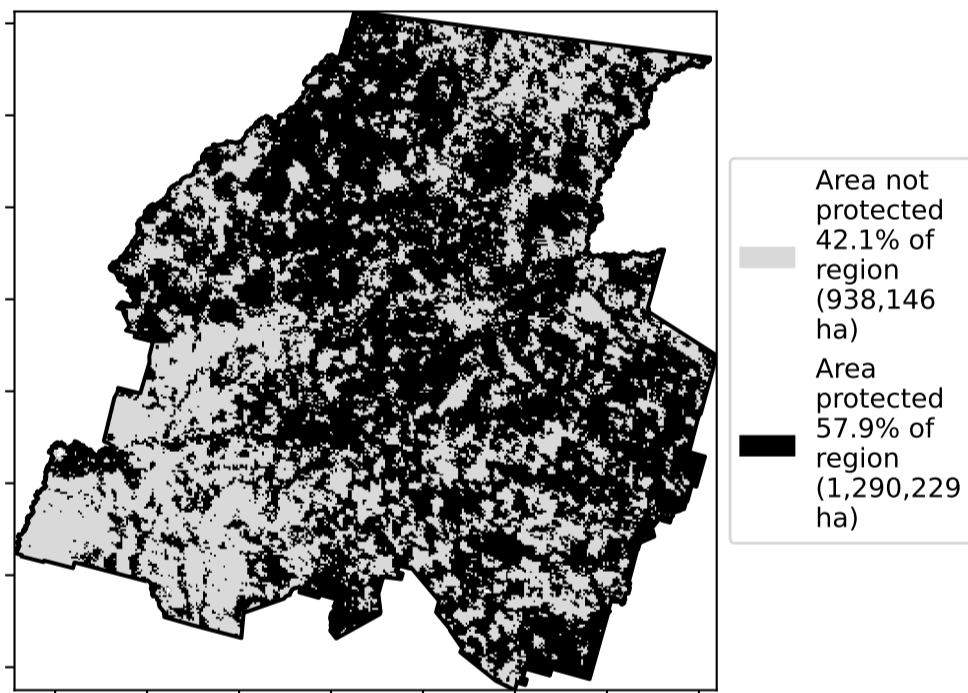 Area not
protected
42.1% of
region
(938,146
ha)
Area
protected
57.9% of
region
(1,290,229
ha)